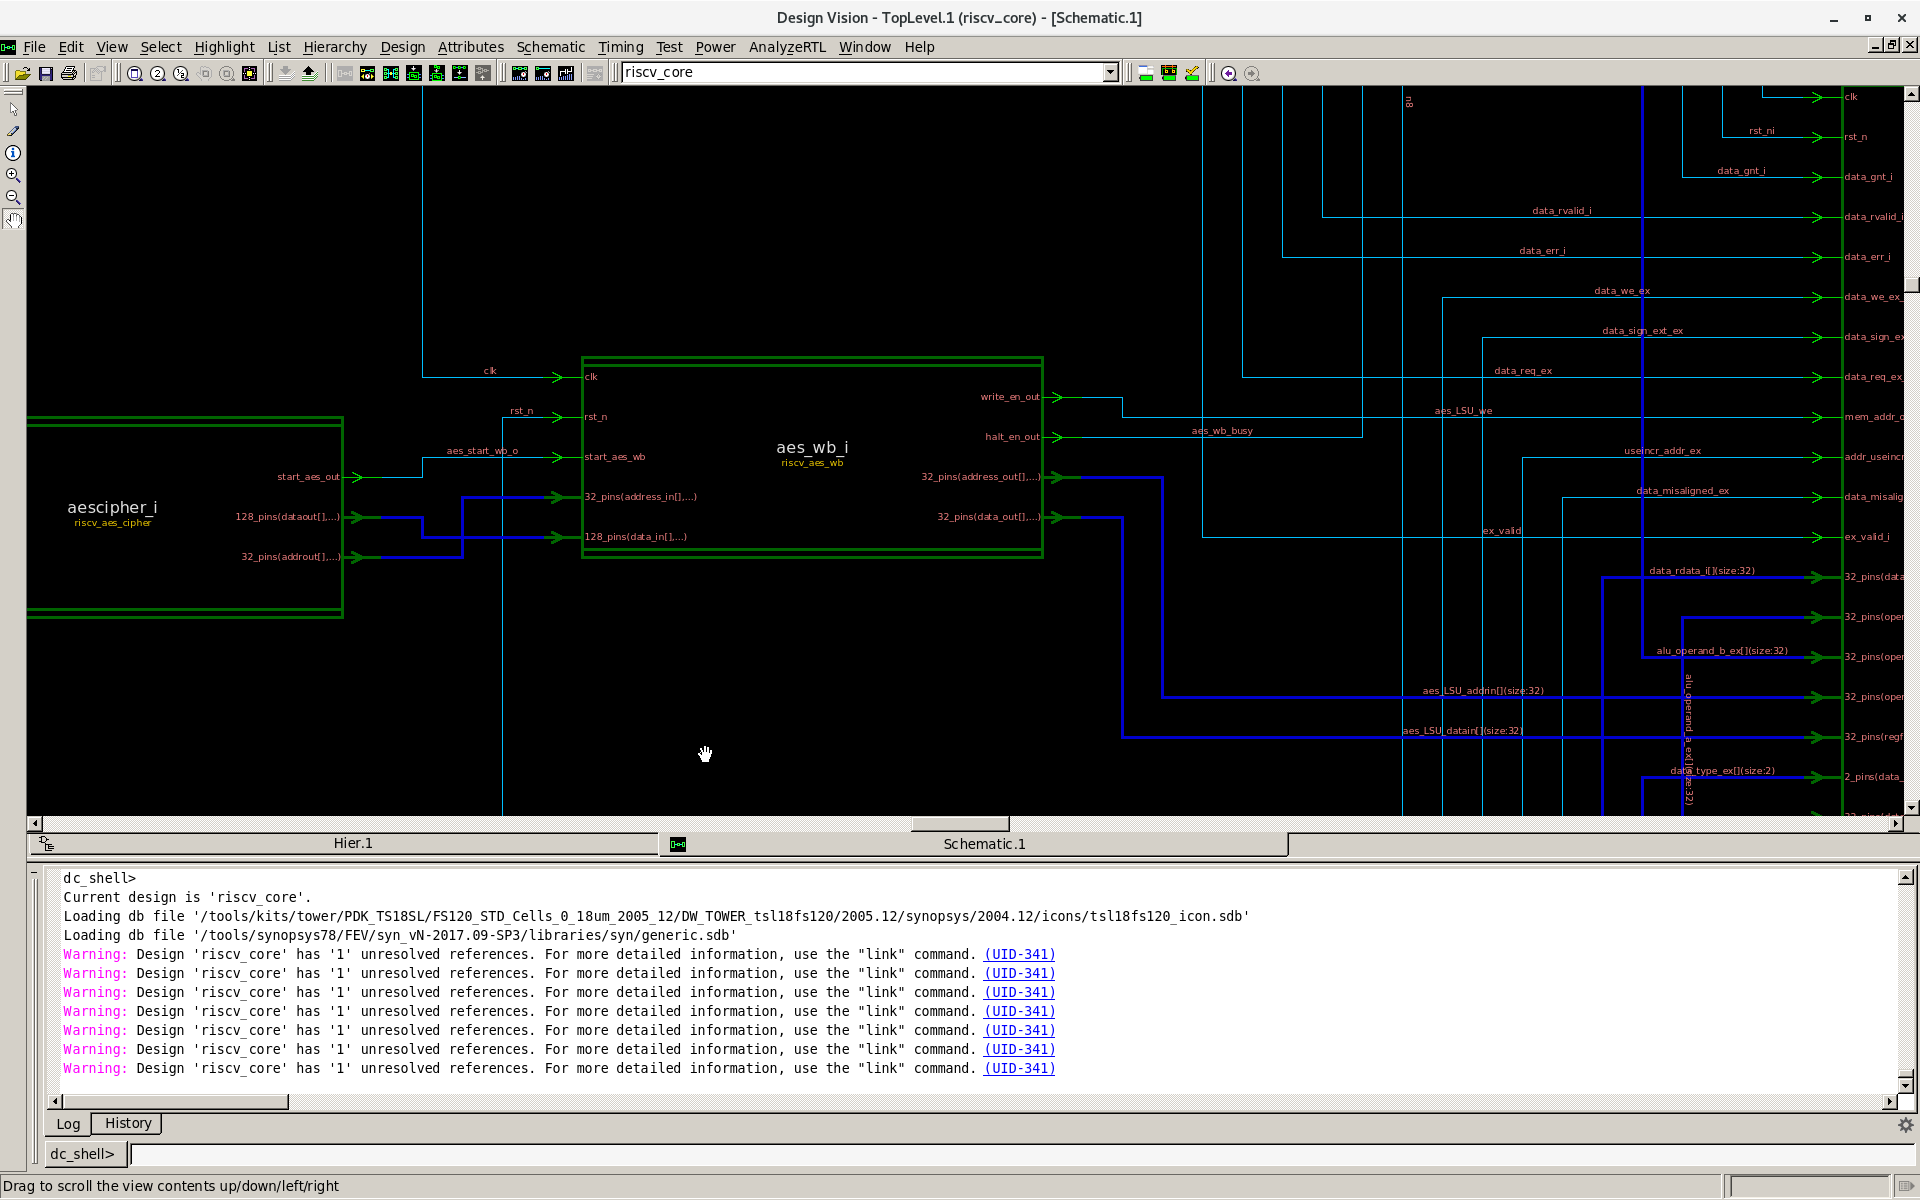 Design Vision - TopLevel.1 (riscv_core) - [Schematic.1]
File Edit View Select Highlight List Hierarchy Design Attributes Schematic Timing Test Power AnalyzeRTL Window Help
riscv_core
n8
clk
rst_ni
rst_n
data_gnt_i
data_gnt_i
data_rvalid_i
data_rvalid_i
data_err_i
data_err_i
data_we_ex
data_we_ex_
data_sign_ext_ex
data_sign_ex
data_req_ex
data_req_ex_
aes_LSU_we
mem_addr_o
useincr_addr_ex
addr_useincr
data_misaligned_ex
data_misalig
ex_valid
ex_valid_i
data_rdata_i[](size:32)
32_pins(data
32_pins(oper
alu_operand_b_ex[](size:32)
32_pins(oper
aes_LSU_addrin[](size:32)
32_pins(oper
aes_LSU_datain[](size:32)
32_pins(regf
data_type_ex[](size:2)
2_pins(data_
alu_operand_a_ex[](size:32)
clk
clk
rst_n
rst_n
aes_start_wb_o
start_aes_wb
32_pins(address_in[],...)
128_pins(data_in[],...)
aes_wb_i
riscv_aes_wb
write_en_out
halt_en_out
aes_wb_busy
32_pins(address_out[],...)
32_pins(data_out[],...)
aescipher_i
riscv_aes_cipher
start_aes_out
128_pins(dataout[],...)
32_pins(addrout[],...)
Hier.1
Schematic.1
dc_shell>
Current design is 'riscv_core'.
Loading db file '/tools/kits/tower/PDK_TS18SL/FS120_STD_Cells_0_18um_2005_12/DW_TOWER_tsl18fs120/2005.12/synopsys/2004.12/icons/tsl18fs120_icon.sdb'
Loading db file '/tools/synopsys78/FEV/syn_vN-2017.09-SP3/libraries/syn/generic.sdb'
Warning: Design 'riscv_core' has '1' unresolved references. For more detailed information, use the "link" command. (UID-341)
Warning: Design 'riscv_core' has '1' unresolved references. For more detailed information, use the "link" command. (UID-341)
Warning: Design 'riscv_core' has '1' unresolved references. For more detailed information, use the "link" command. (UID-341)
Warning: Design 'riscv_core' has '1' unresolved references. For more detailed information, use the "link" command. (UID-341)
Warning: Design 'riscv_core' has '1' unresolved references. For more detailed information, use the "link" command. (UID-341)
Warning: Design 'riscv_core' has '1' unresolved references. For more detailed information, use the "link" command. (UID-341)
Warning: Design 'riscv_core' has '1' unresolved references. For more detailed information, use the "link" command. (UID-341)
Log History
dc_shell>
Drag to scroll the view contents up/down/left/right